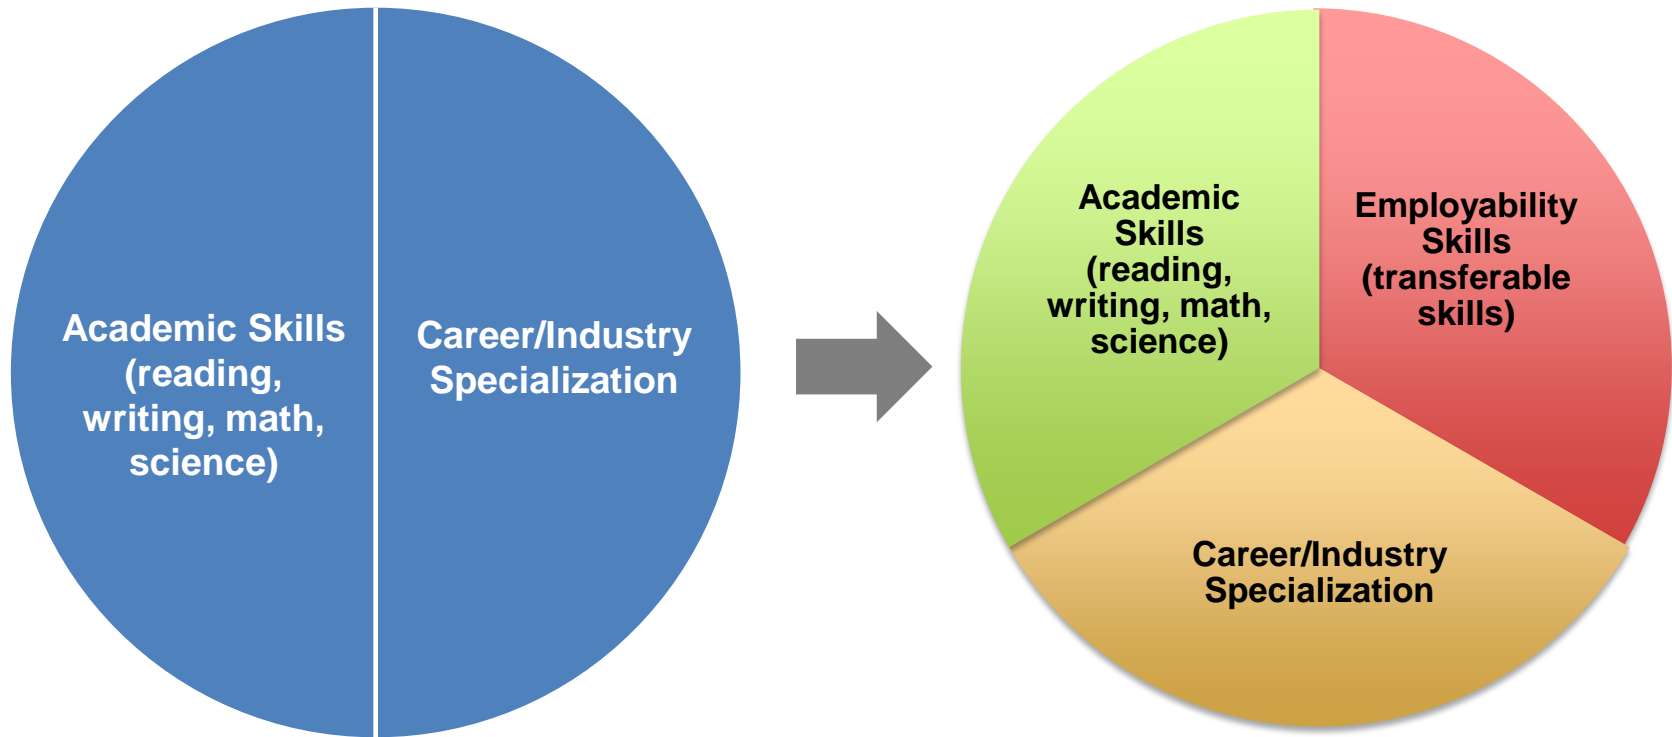 Academic Skills
(reading,
writing, math,
science)
Career/Industry
Specialization
Academic
Skills
(reading,
writing, math,
science)
Employability
Skills
(transferable
skills)
Career/Industry
Specialization